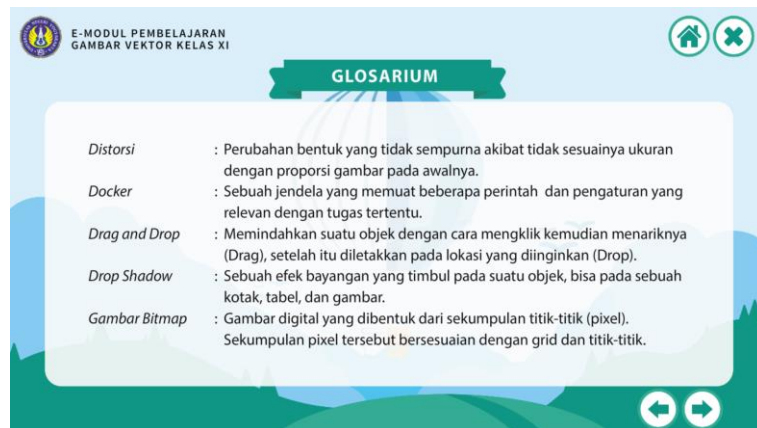 E-MODUL PEMBELAJARAN
GAMBAR VEKTOR KELAS XI
GLOSARIUM
Distorsi : Perubahan bentuk yang tidak sempurna akibat tidak sesuainya ukuran
dengan proporsi gambar pada awalnya.
Docker : Sebuah jendela yang memuat beberapa perintah dan pengaturan yang
relevan dengan tugas tertentu.
Drag and Drop : Memindahkan suatu objek dengan cara mengklik kemudian menariknya
(Drag), setelah itu diletakkan pada lokasi yang diinginkan (Drop).
Drop Shadow : Sebuah efek bayangan yang timbul pada suatu objek, bisa pada sebuah
kotak, tabel, dan gambar.
Gambar Bitmap : Gambar digital yang dibentuk dari sekumpulan titik-titik (pixel).
Sekumpulan pixel tersebut bersesuaian dengan grid dan titik-titik.